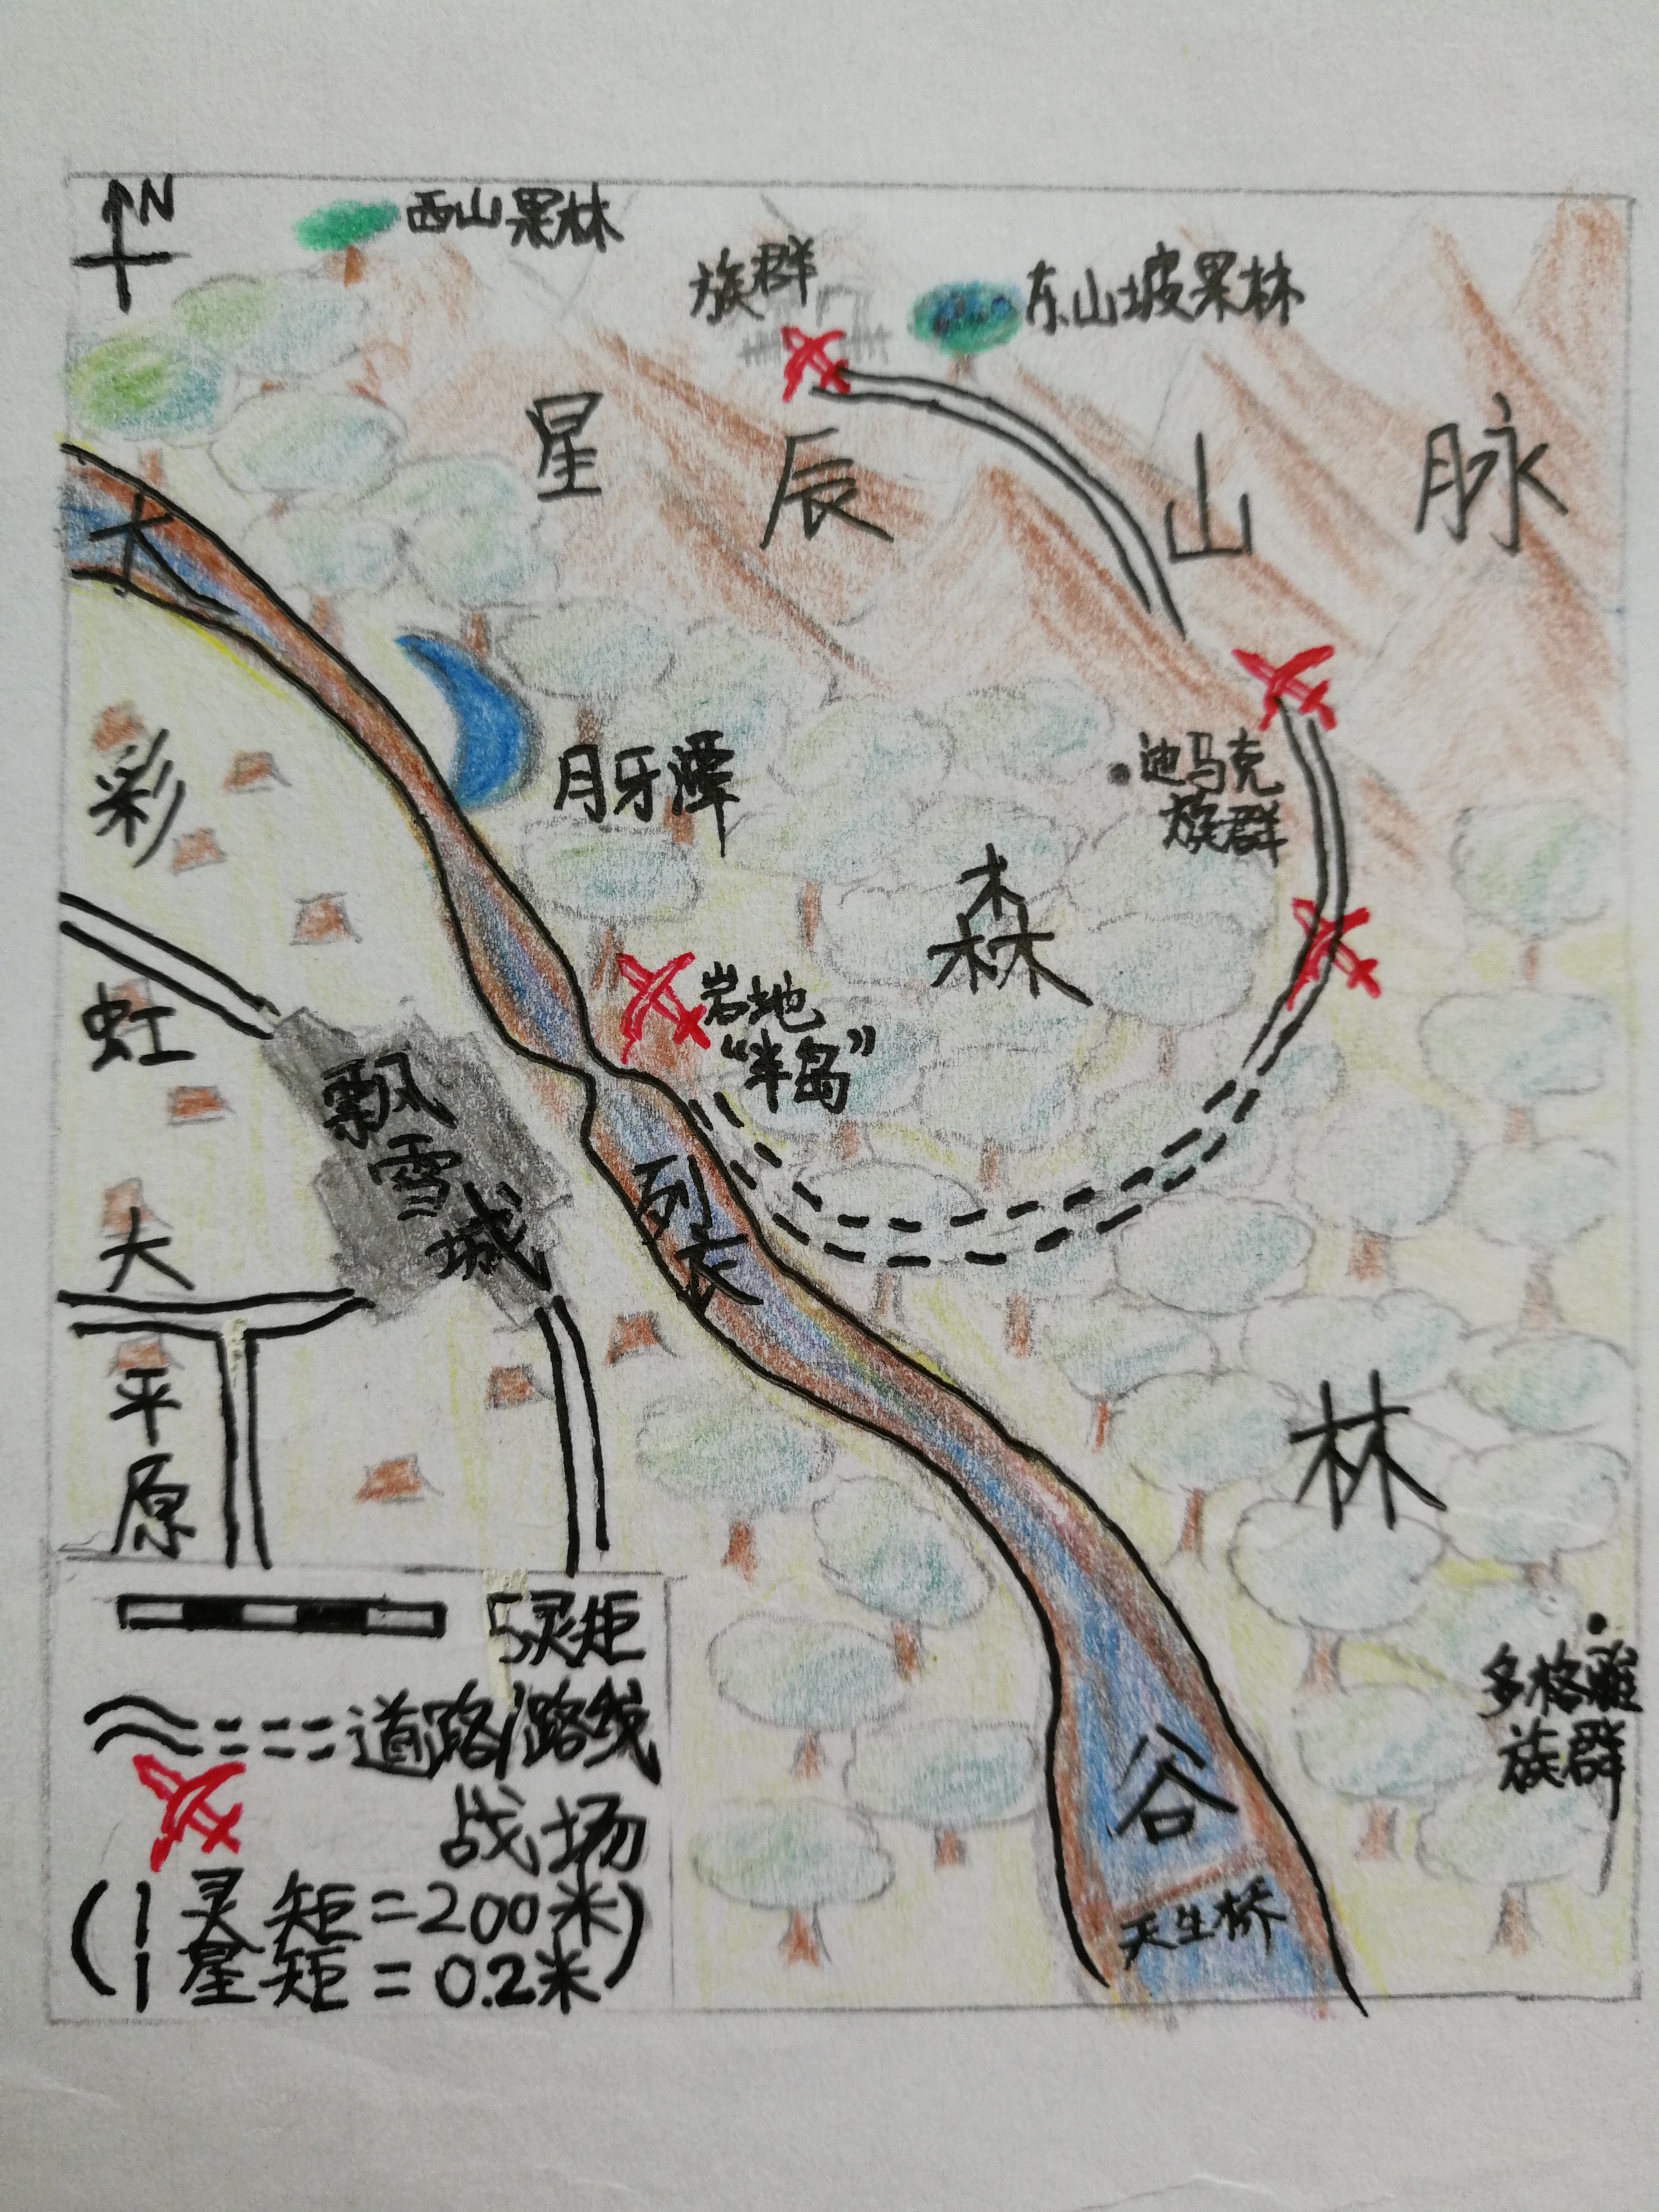 N
西山果林
族群
东山坡果林
星辰山脉
大列衣谷
月牙潭
迪马克
族群
森林
岩地
“半岛”
彩虹大平原
飘雪城
多格雅
族群
天生桥
5灵矩
道路/路线
战场
(1灵矩=200米
1星矩=0.2米)